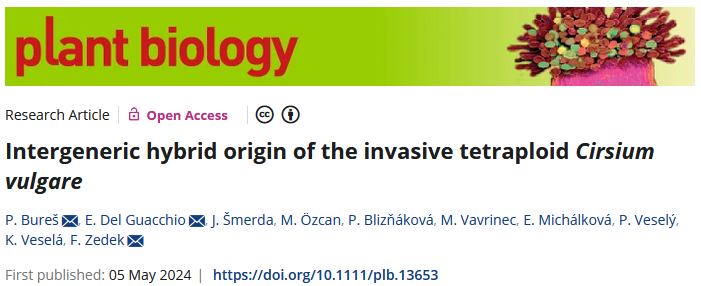 plant biology
Research Article Open Access
Intergeneric hybrid origin of the invasive tetraploid Cirsium
vulgare
P. Bureš, E. Del Guacchio, J. Šmerda, M. Özcan, P. Blizňáková, M. Vavrinec, E. Michálková, P. Veselý,
K. Veselá, F. Zedek
First published: 05 May 2024 | https://doi.org/10.1111/plb.13653